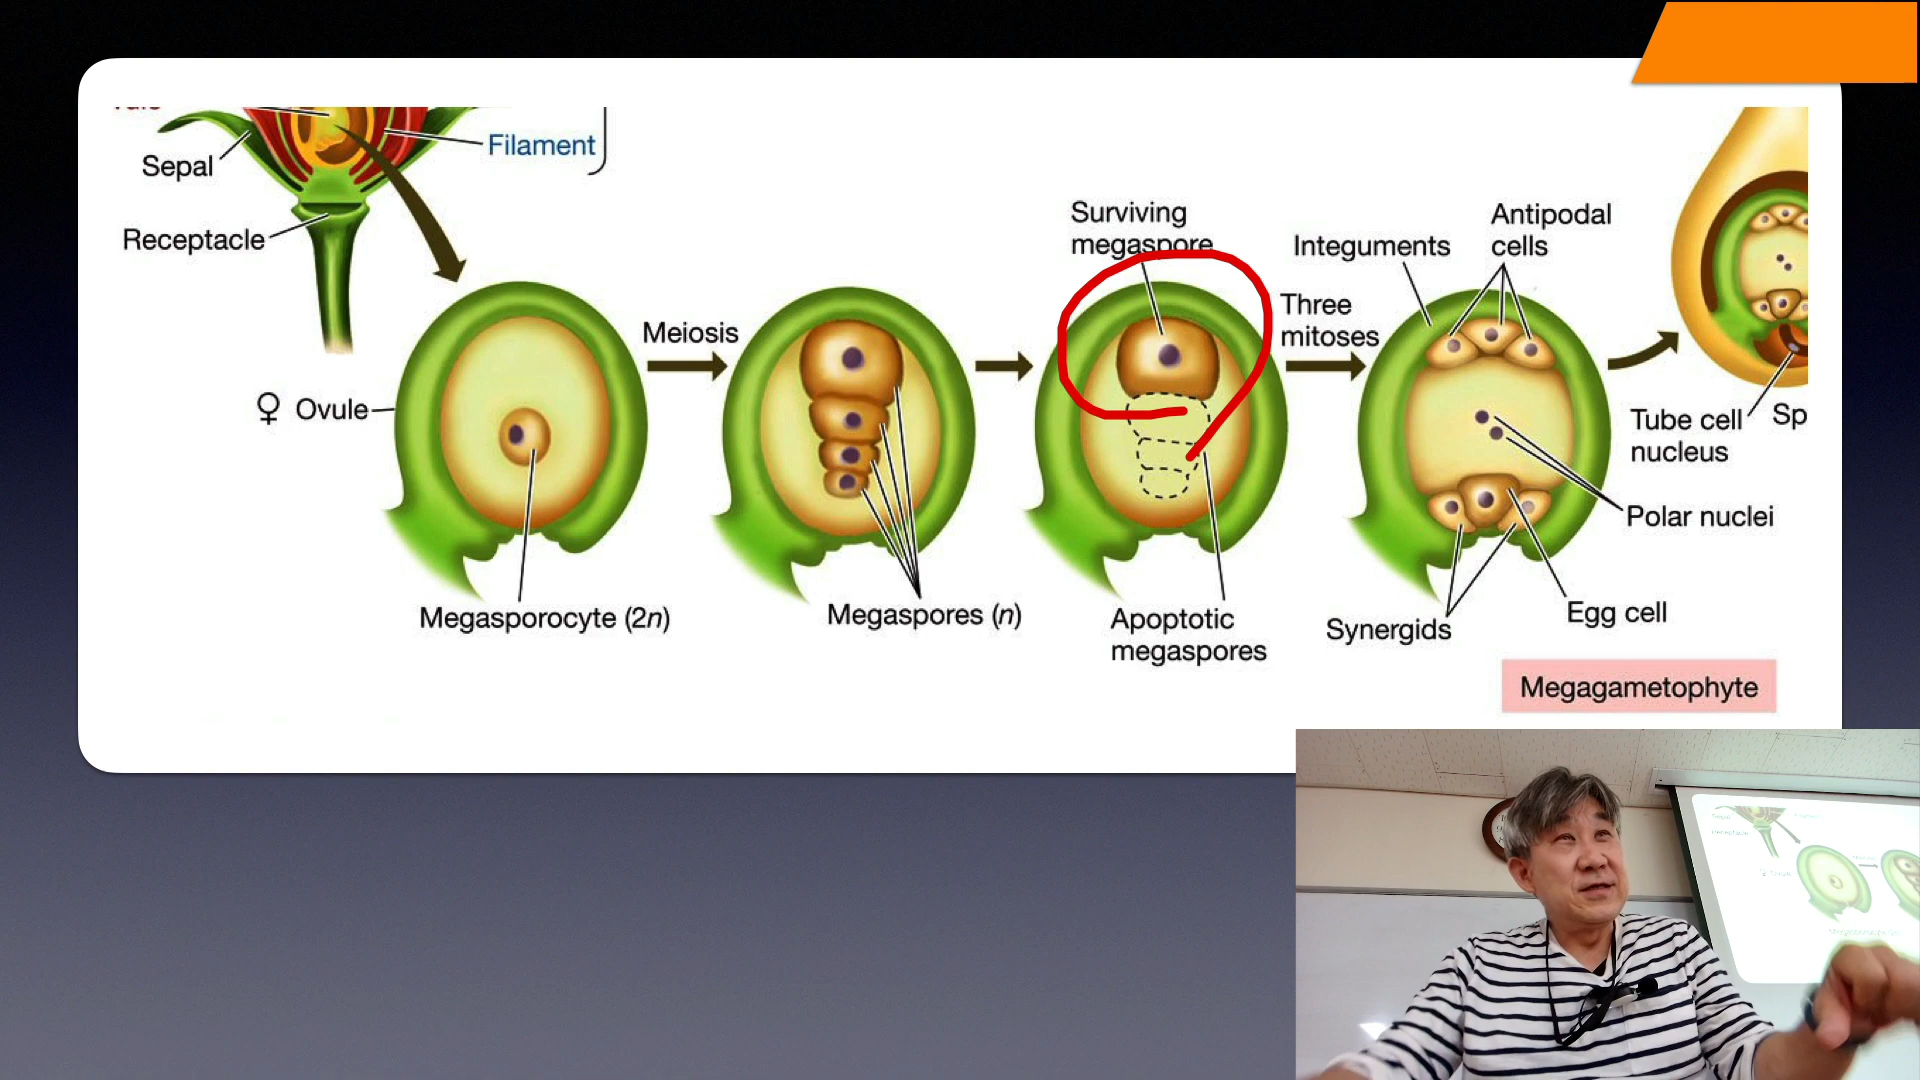 Sepal
Filament
Receptacle
♀ Ovule
Meiosis
Megasporocyte (2n)
Megaspores (n)
Surviving
megaspore
Apoptotic
megaspores
Three
mitoses
Integuments
Antipodal
cells
Tube cell
nucleus
Sp
Polar nuclei
Egg cell
Synergids
Megagametophyte